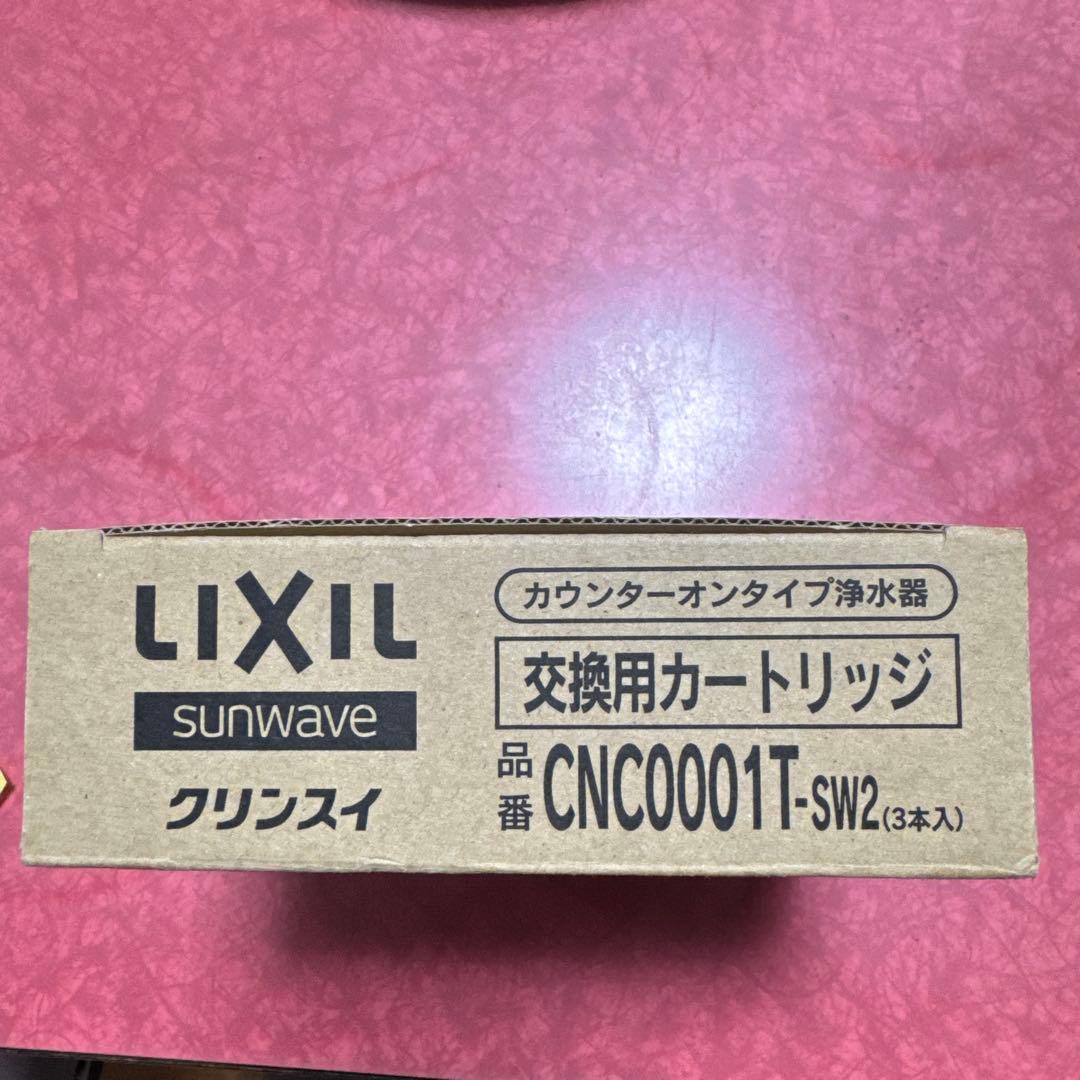 LIXIL
sunwave
クリンスイ
カウンターオンタイプ浄水器
交換用カートリッジ
品番 CNC0001T-SW2(3本入)